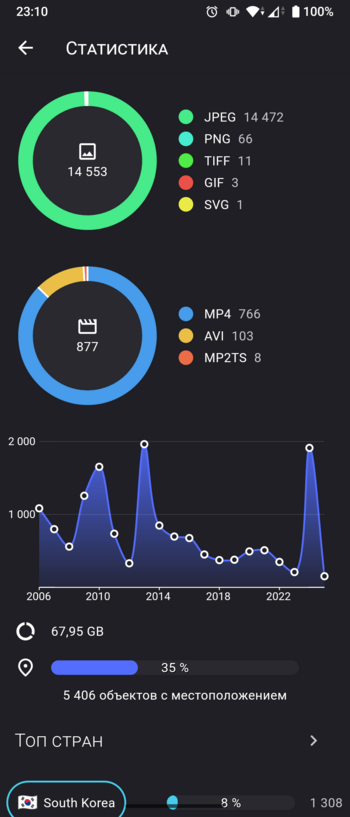 23:10 100%
Статистика
14 553
JPEG 14 472
PNG 66
TIFF 11
GIF 3
SVG 1
877
MP4 766
AVI 103
MP2TS 8
2 000
1 000
2006 2010 2014 2018 2022
67,95 GB
35 %
5 406 объектов с местоположением
Топ стран
South Korea 8 % 1 308